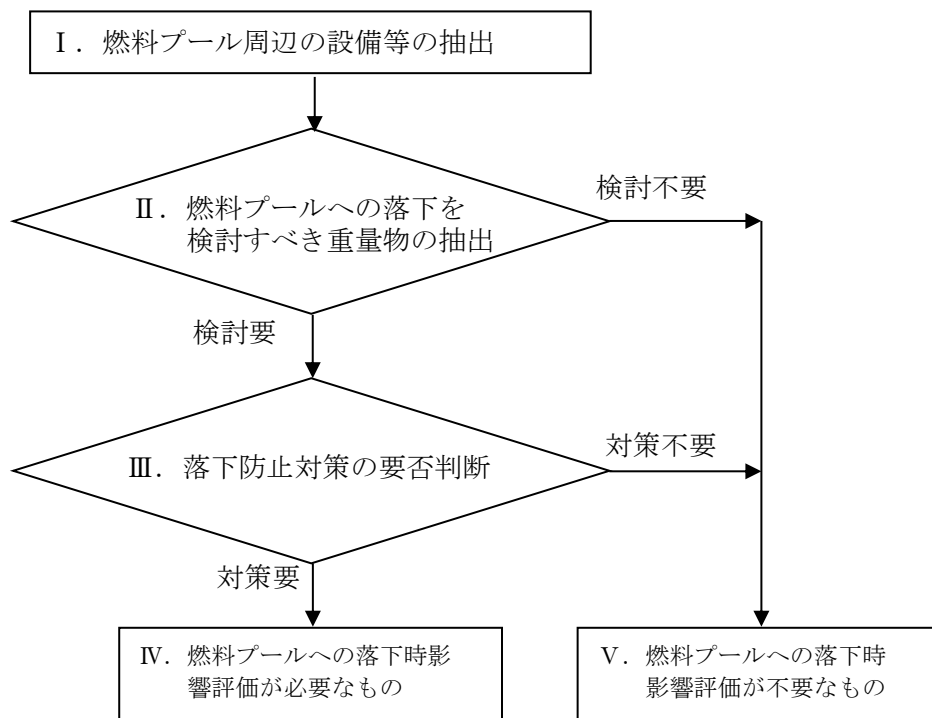 Ⅰ．燃料プール周辺の設備等の抽出
検討不要
Ⅱ．燃料プールへの落下を
検討すべき重量物の抽出
検討要
対策不要
Ⅲ．落下防止対策の要否判断
対策要
Ⅳ．燃料プールへの落下時影
響評価が必要なもの
Ⅴ．燃料プールへの落下時
影響評価が不要なもの